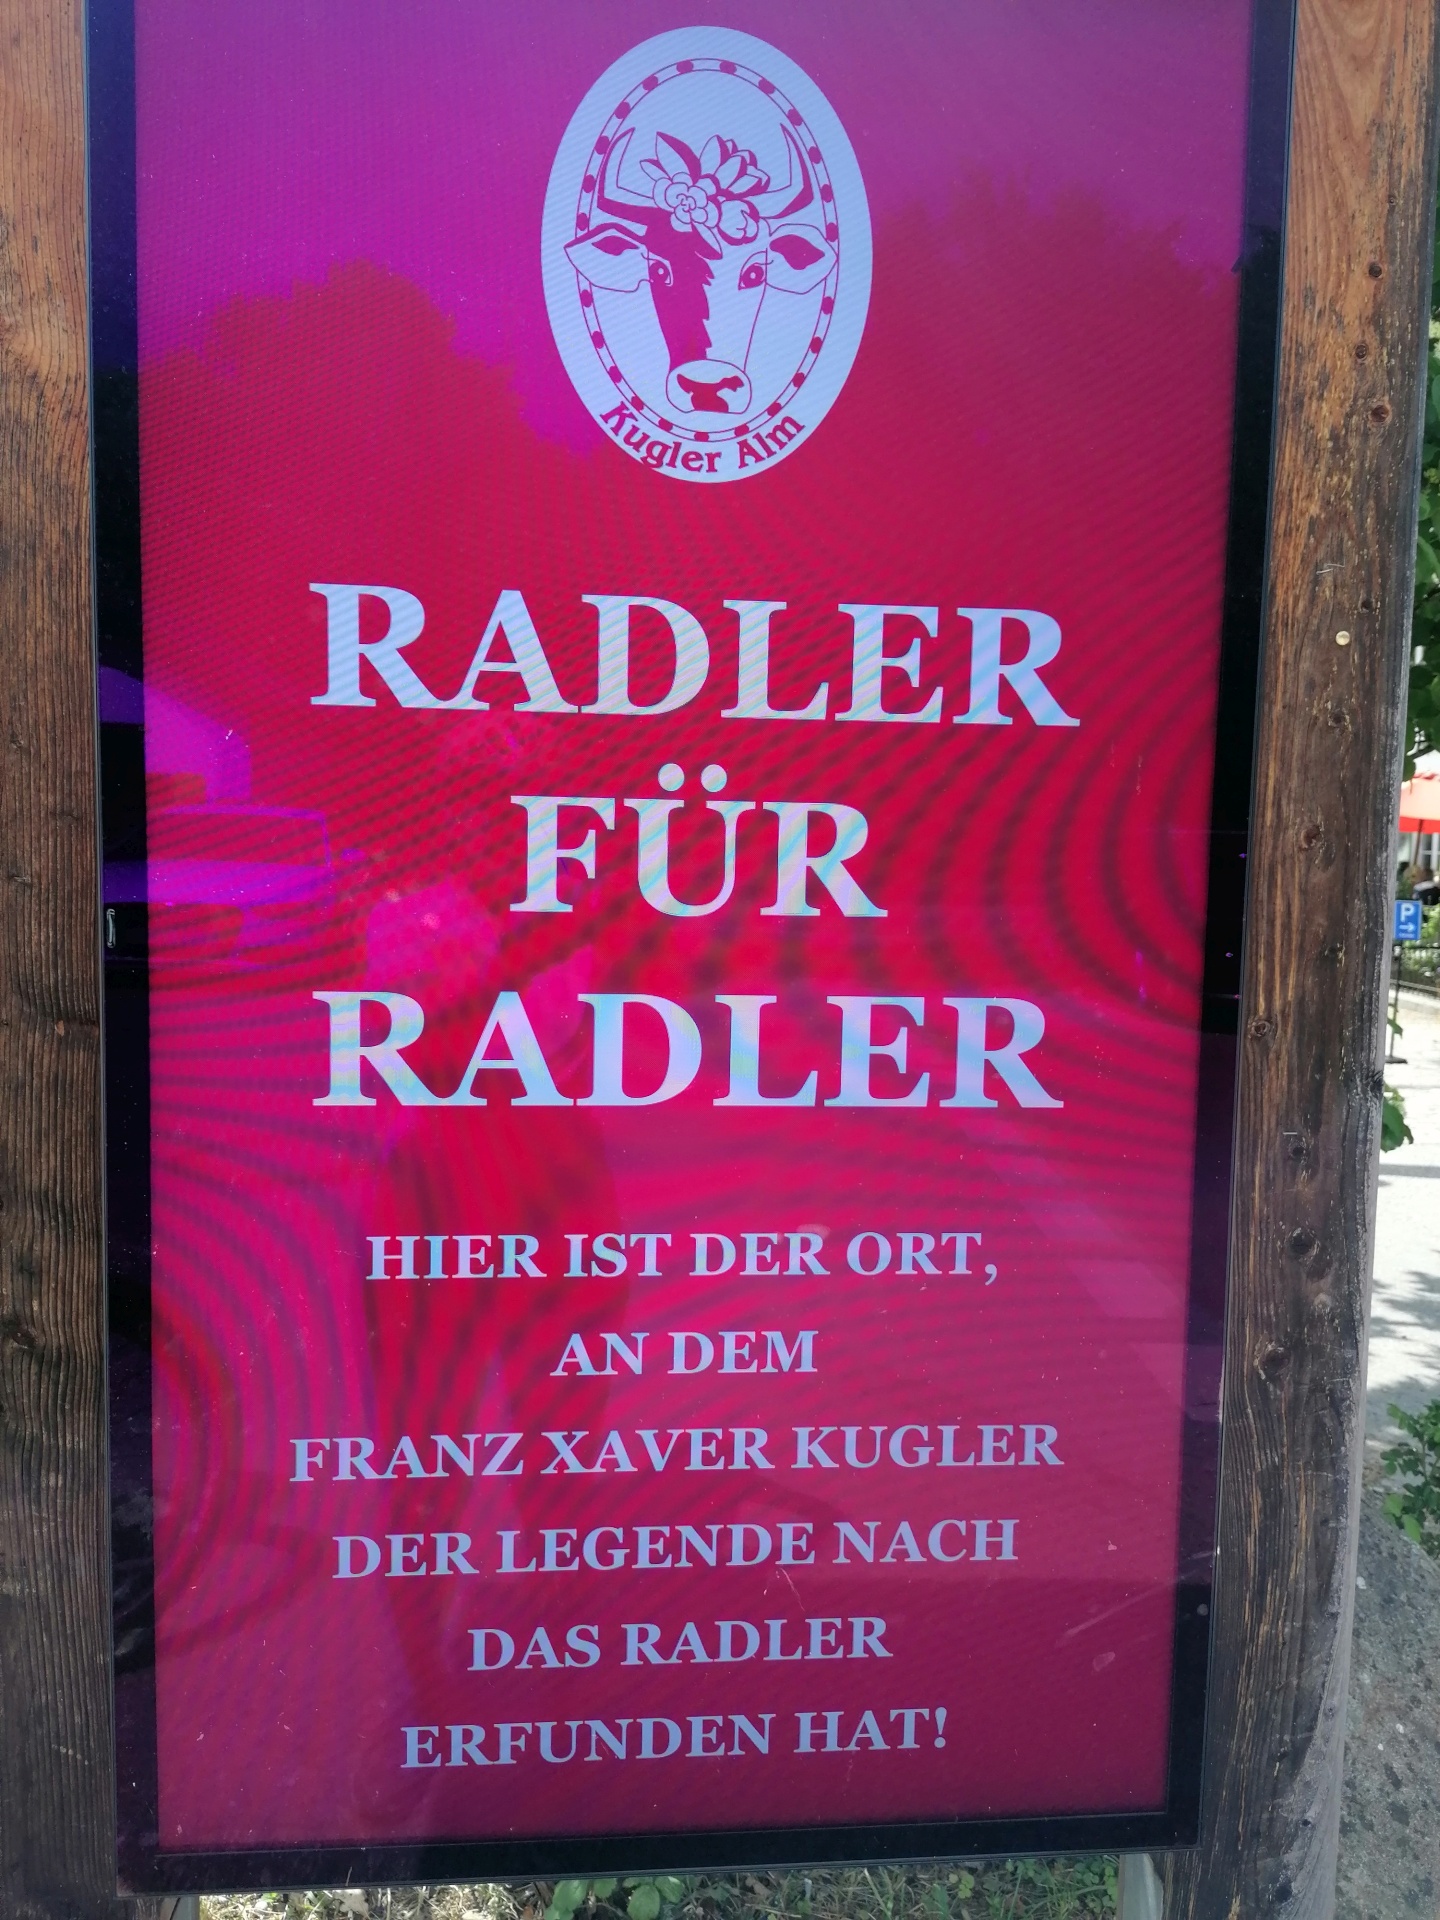 Kugler Alm
RADLER
FÜR
RADLER
HIER IST DER ORT,
AN DEM
FRANZ XAVER KUGLER
DER LEGENDE NACH
DAS RADLER
ERFUNDEN HAT!
P